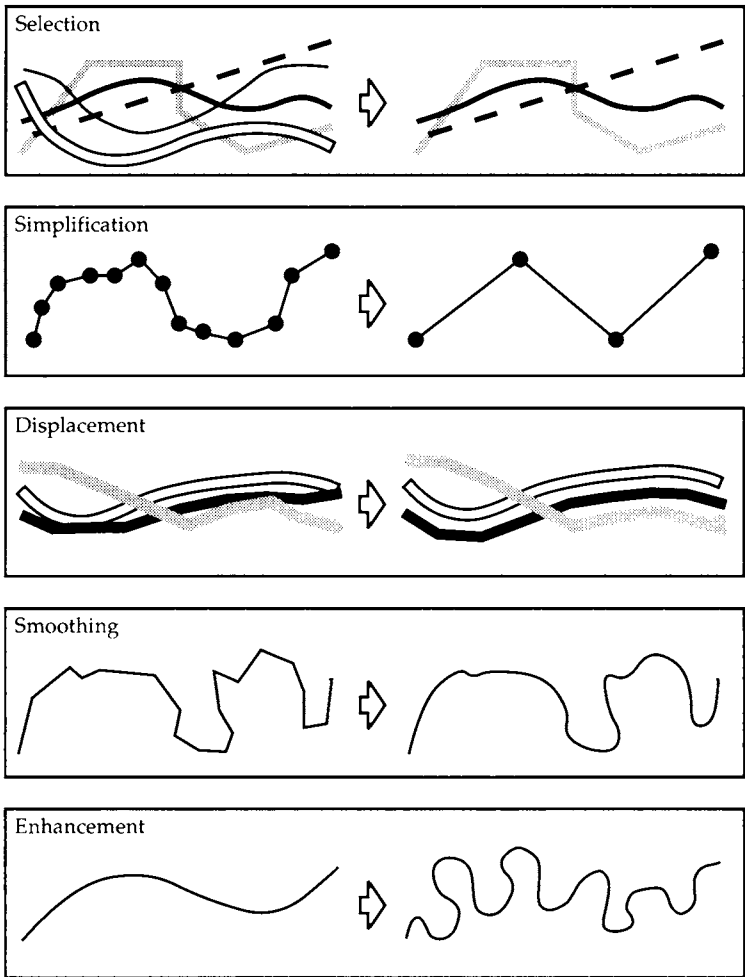 Selection
Simplification
Displacement
Smoothing
Enhancement